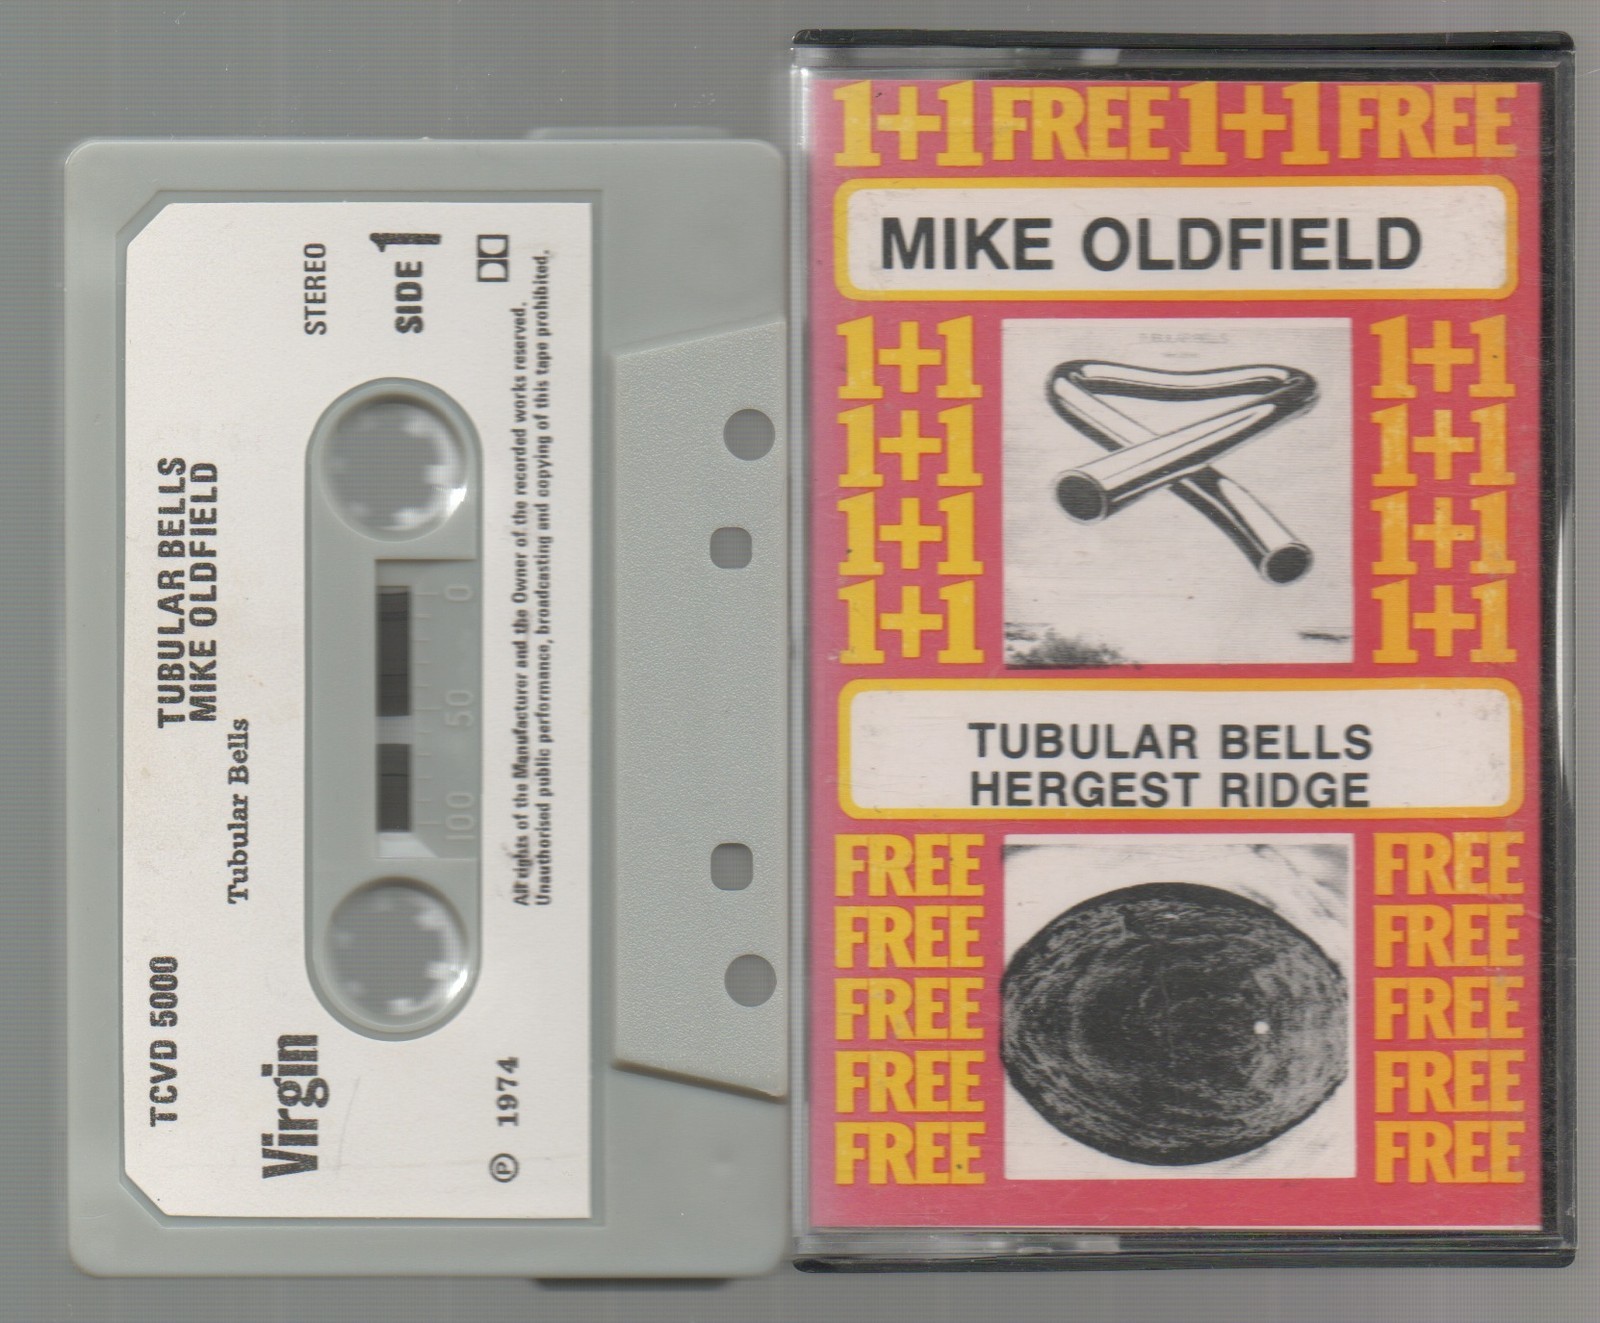 STEREO
SIDE 1
TUBULAR BELLS
MIKE OLDFIELD
Tubular Bells
TCVD 5000
Virgin
0 50 100
All rights of the Manufacturer and the Owner of the recorded works reserved.
Unauthorised public performance, broadcasting and copying of this tape prohibited.
℗ 1974
1+1 FREE 1+1 FREE
MIKE OLDFIELD
1+1 1+1
1+1 1+1
1+1 1+1
1+1 1+1
TUBULAR BELLS
TUBULAR BELLS
HERGEST RIDGE
FREE FREE
FREE FREE
FREE FREE
FREE FREE
FREE FREE